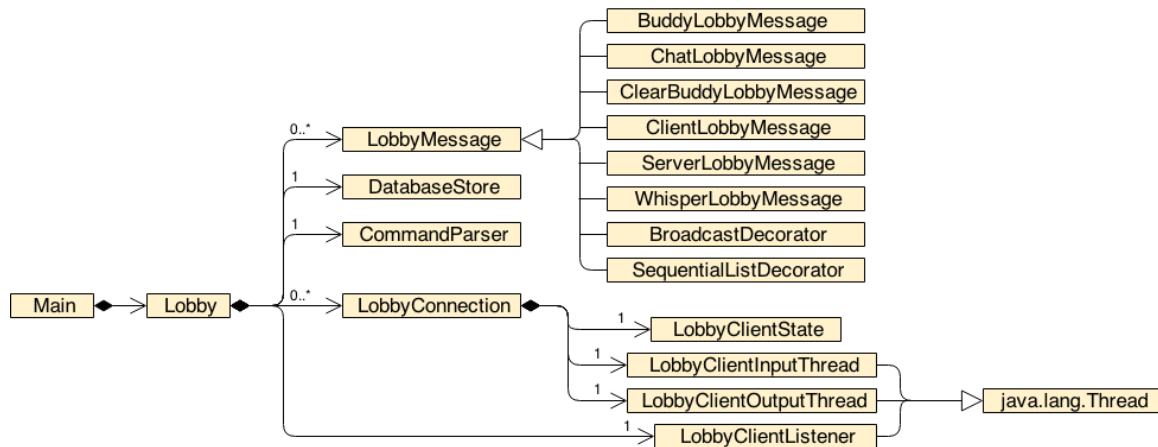 BuddyLobbyMessage
ChatLobbyMessage
ClearBuddyLobbyMessage
0..* LobbyMessage ClientLobbyMessage
ServerLobbyMessage
1 DatabaseStore
WhisperLobbyMessage
1 CommandParser BroadcastDecorator
SequentialListDecorator
Main Lobby 0..* LobbyConnection
1 LobbyClientState
1 LobbyClientInputThread
1 LobbyClientOutputThread java.lang.Thread
1 LobbyClientListener